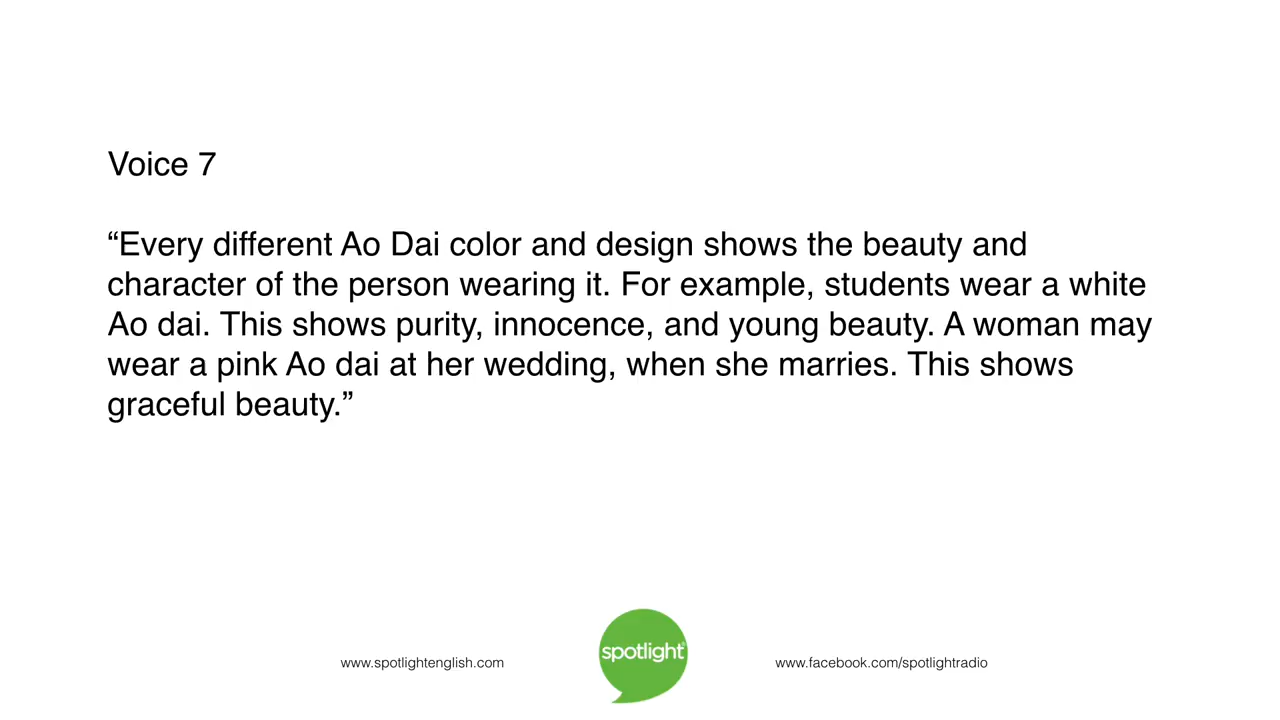 Voice 7
“Every different Ao Dai color and design shows the beauty and
character of the person wearing it. For example, students wear a white
Ao dai. This shows purity, innocence, and young beauty. A woman may
wear a pink Ao dai at her wedding, when she marries. This shows
graceful beauty.”
www.spotlightenglish.com
spotlight®
www.facebook.com/spotlightradio